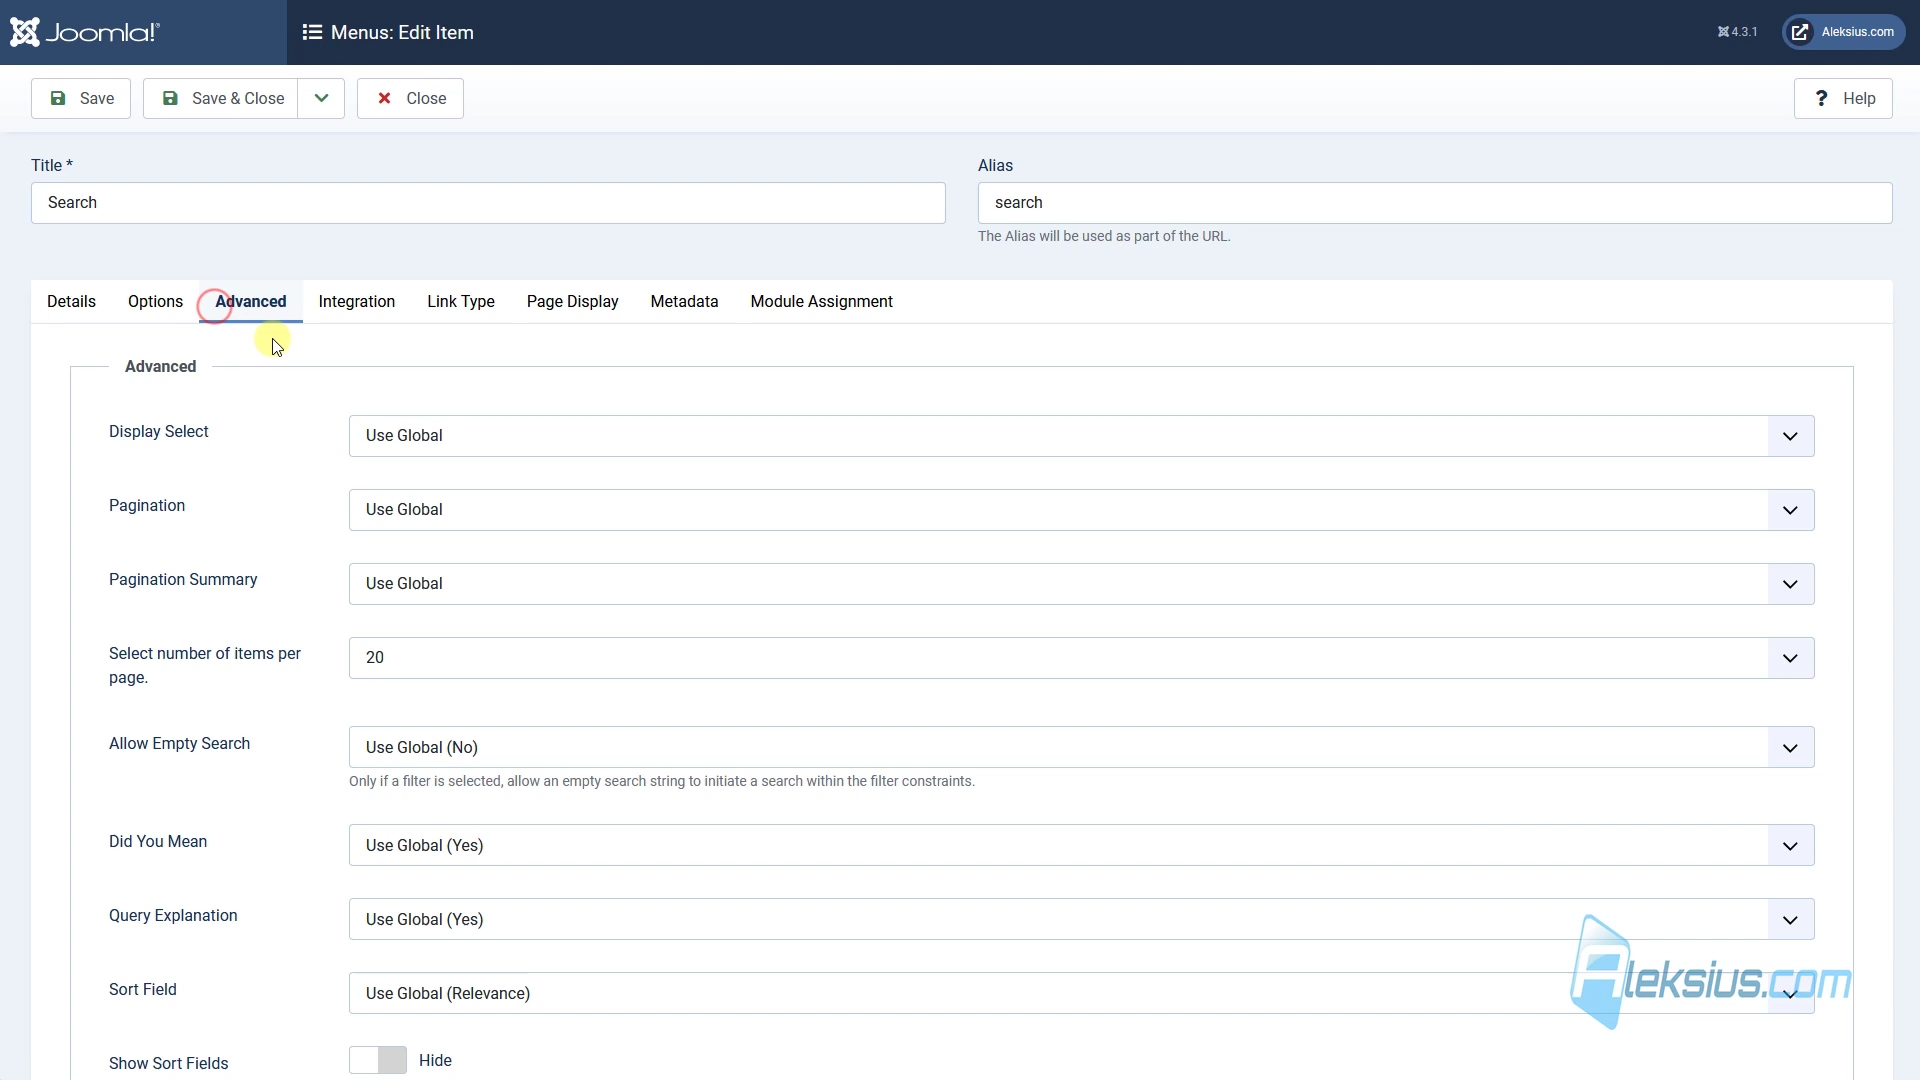 Joomla!®
Menus: Edit Item
4.3.1
Aleksius.com
Save
Save & Close
Close
? Help
Title *
Alias
Search
search
The Alias will be used as part of the URL.
Details
Options
Advanced
Integration
Link Type
Page Display
Metadata
Module Assignment
Advanced
Display Select
Use Global
Pagination
Use Global
Pagination Summary
Use Global
Select number of items per
page.
20
Allow Empty Search
Use Global (No)
Only if a filter is selected, allow an empty search string to initiate a search within the filter constraints.
Did You Mean
Use Global (Yes)
Query Explanation
Use Global (Yes)
Sort Field
Use Global (Relevance)
Aleksius.com
Show Sort Fields
Hide